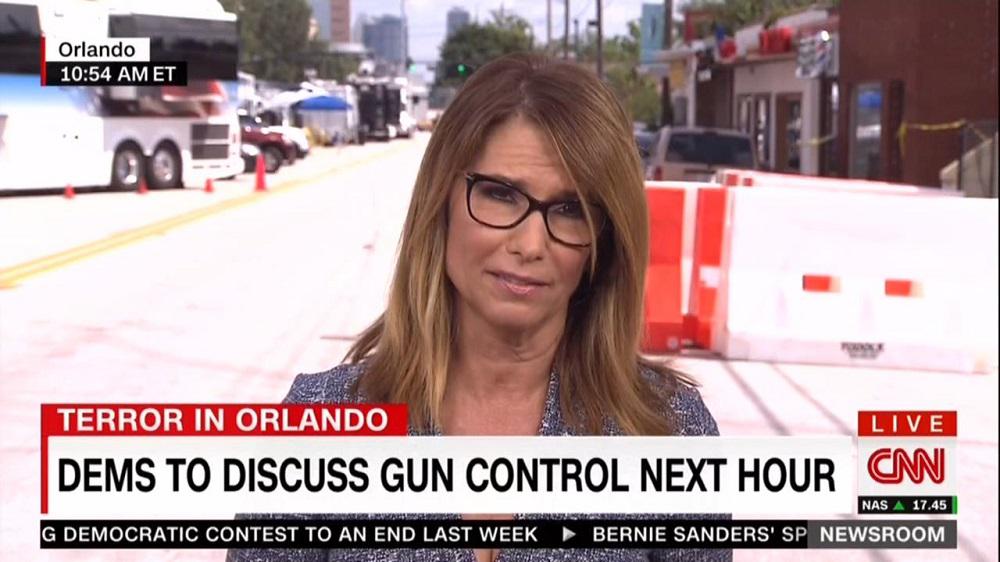 Orlando
10:54 AM ET
TERROR IN ORLANDO
LIVE
DEMS TO DISCUSS GUN CONTROL NEXT HOUR
CNN
NAS ▲ 17.45
G DEMOCRATIC CONTEST TO AN END LAST WEEK ▶ BERNIE SANDERS' SP
NEWSROOM